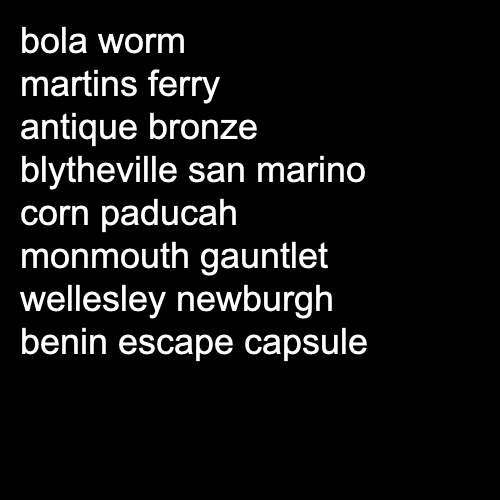 bola worm
martins ferry
antique bronze
blytheville san marino
corn paducah
monmouth gauntlet
wellesley newburgh
benin escape capsule